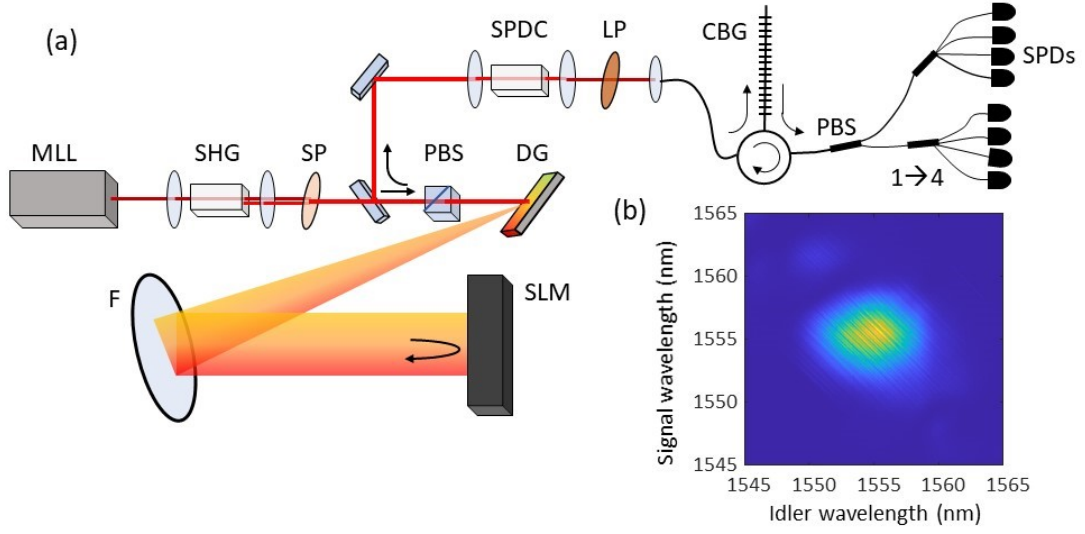 (a)
SPDC
LP
CBG
SPDs
MLL
SHG
SP
PBS
DG
PBS
1→4
F
SLM
(b)
1565
1560
1555
1550
1545
Signal wavelength (nm)
1545 1550 1555 1560 1565
Idler wavelength (nm)